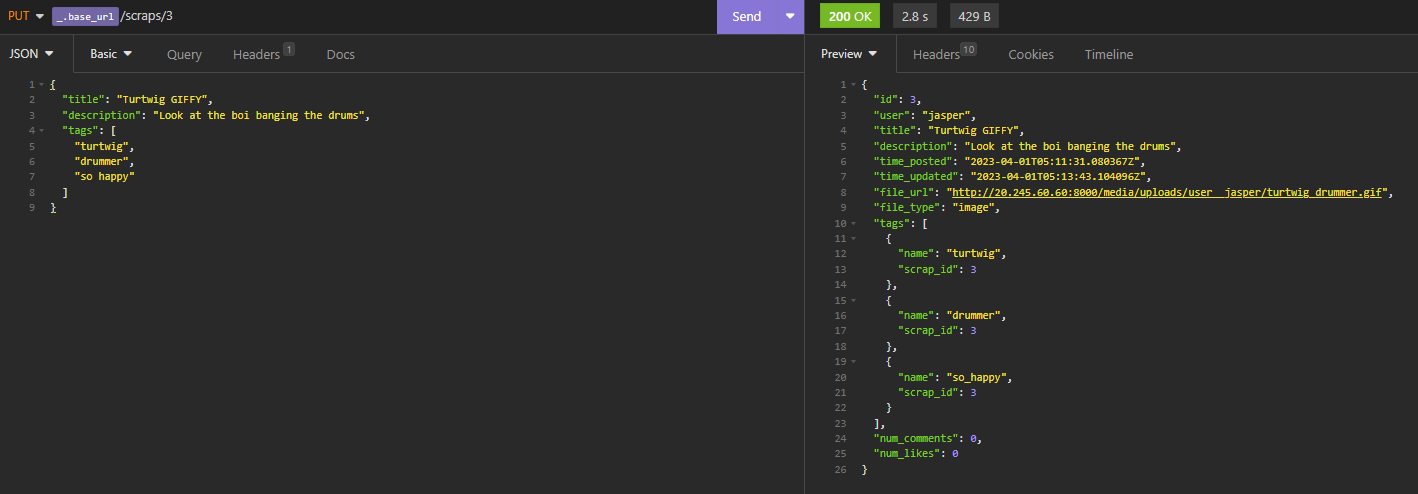 PUT _.base_url /scraps/3 Send 200 OK 2.8 s 429 B
JSON Basic Query Headers 1 Docs
1 {
2 "title": "Turtwig GIFFY",
3 "description": "Look at the boi banging the drums",
4 "tags": [
5 "turtwig",
6 "drummer",
7 "so happy"
8 ]
9 }
Preview Headers 10 Cookies Timeline
1 {
2 "id": 3,
3 "user": "jasper",
4 "title": "Turtwig GIFFY",
5 "description": "Look at the boi banging the drums",
6 "time_posted": "2023-04-01T05:11:31.080367Z",
7 "time_updated": "2023-04-01T05:13:43.104096Z",
8 "file_url": "http://20.245.60.60:8000/media/uploads/user__jasper/turtwig_drummer.gif",
9 "file_type": "image",
10 "tags": [
11 {
12 "name": "turtwig",
13 "scrap_id": 3
14 },
15 {
16 "name": "drummer",
17 "scrap_id": 3
18 },
19 {
20 "name": "so_happy",
21 "scrap_id": 3
22 }
23 ],
24 "num_comments": 0,
25 "num_likes": 0
26 }